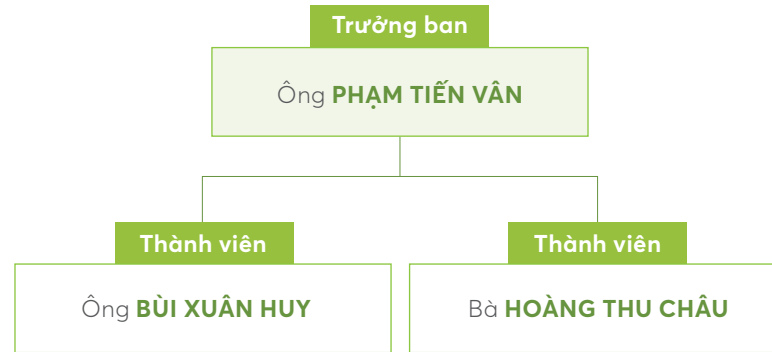 Trưởng ban
Ông PHẠM TIẾN VÂN
Thành viên
Ông BÙI XUÂN HUY
Thành viên
Bà HOÀNG THU CHÂU